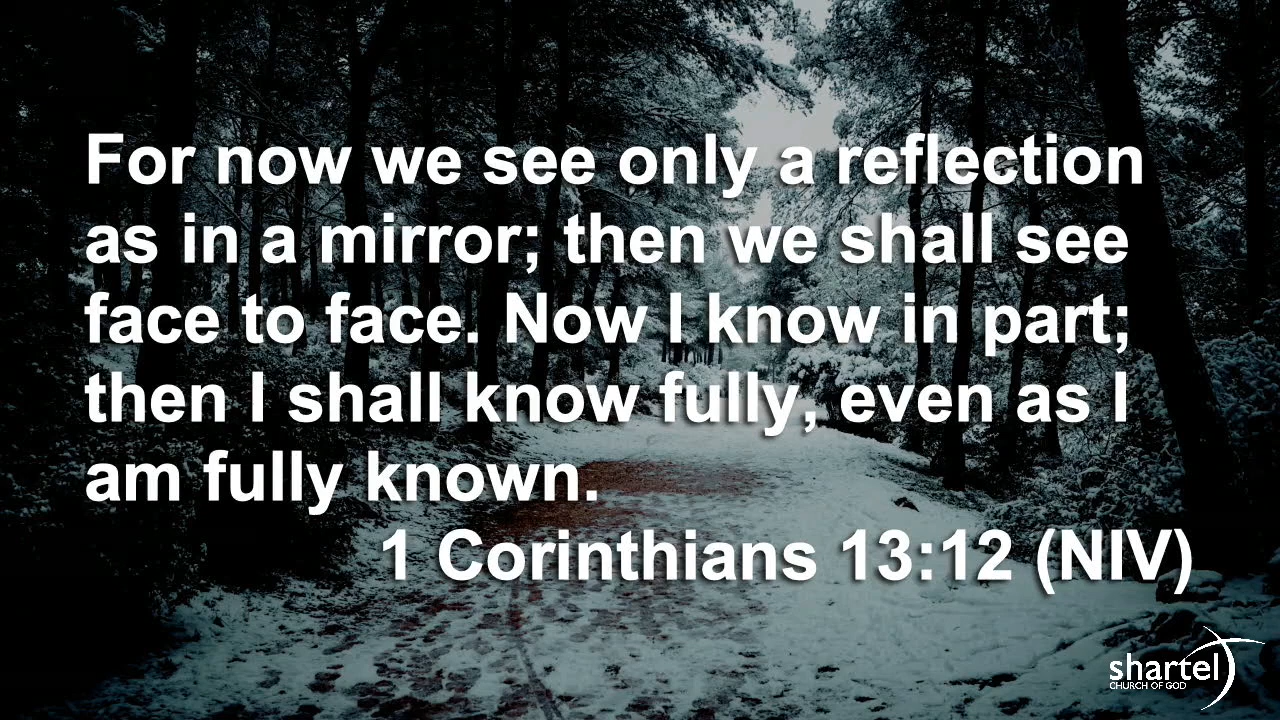 For now we see only a reflection
as in a mirror; then we shall see
face to face. Now I know in part;
then I shall know fully, even as I
am fully known.
1 Corinthians 13:12 (NIV)
shartel
CHURCH OF GOD